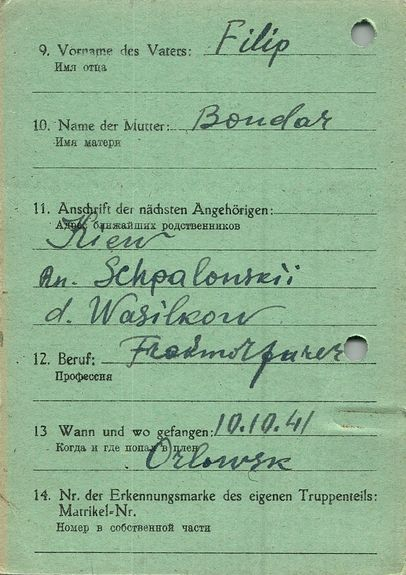 9. Vorname des Vaters: Filip
Имя отца
10. Name der Mutter: Bondar
Имя матери
11. Anschrift der nächsten Angehörigen:
Адрес ближайших родственников
Kiew
Rn. Schpalonskii
d. Wasilkow
12. Beruf:
Профессия
13 Wann und wo gefangen: 10.10.41
Когда и где попал в плен
Orlowsk
14. Nr. der Erkennungsmarke des eigenen Truppenteils:
Matrikel-Nr.
Номер в собственной части